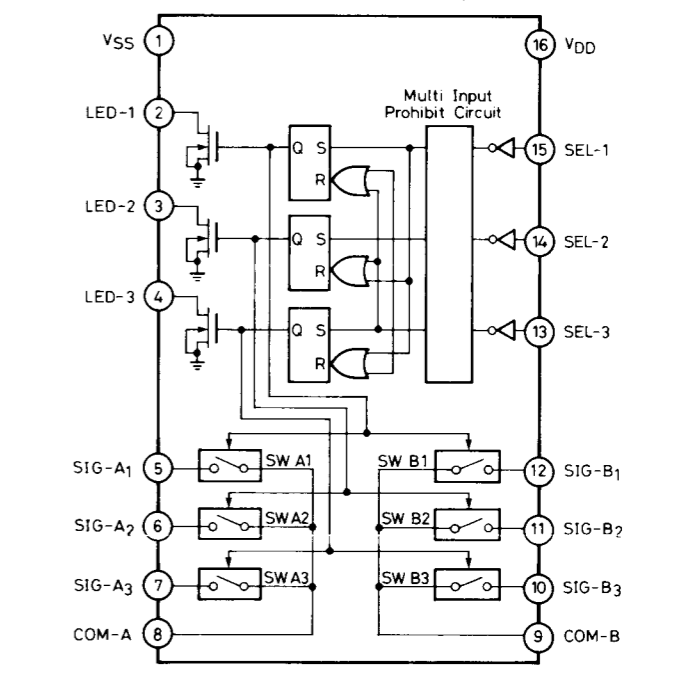 VSS 1
16 VDD
LED-1 2
Multi Input
Prohibit Circuit
Q S
R
15 SEL-1
LED-2 3
Q S
R
14 SEL-2
LED-3 4
Q S
R
13 SEL-3
SIG-A1 5
SW A1
SW B1
12 SIG-B1
SIG-A2 6
SW A2
SW B2
11 SIG-B2
SIG-A3 7
SW A3
SW B3
10 SIG-B3
COM-A 8
9 COM-B